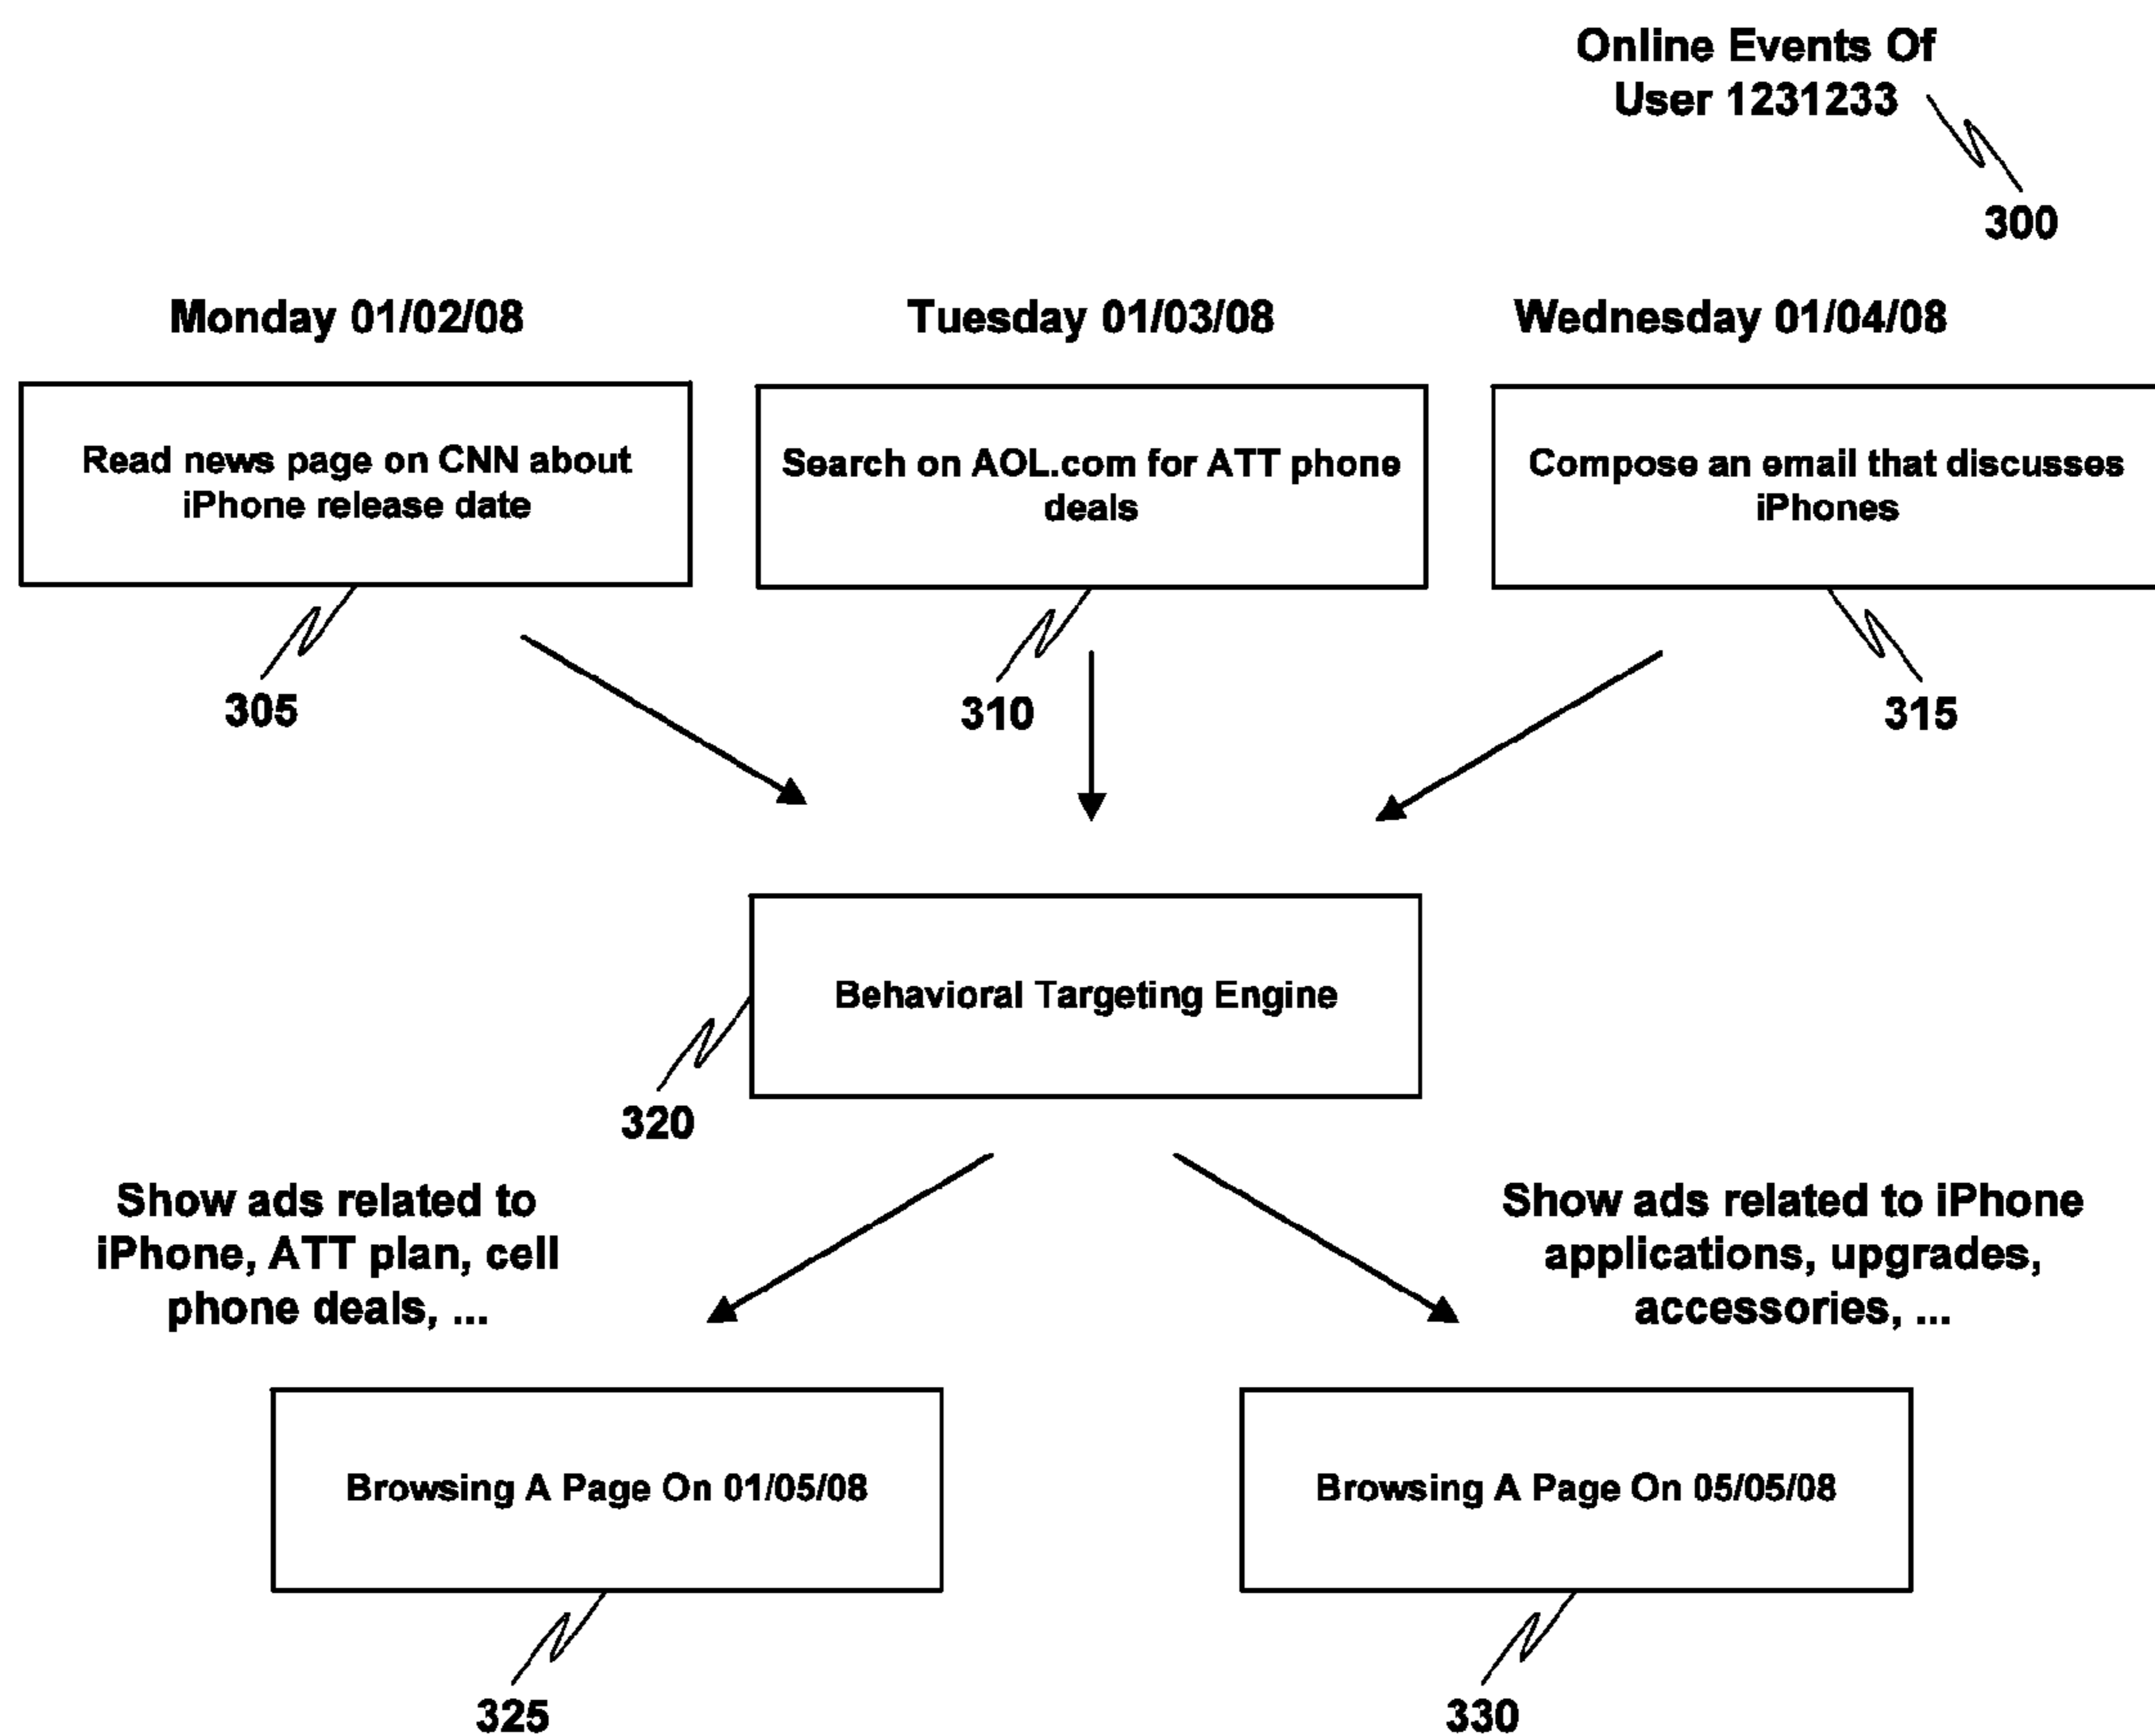 Online Events Of
User 1231233
300
Monday 01/02/08
Tuesday 01/03/08
Wednesday 01/04/08
Read news page on CNN about
iPhone release date
Search on AOL.com for ATT phone
deals
Compose an email that discusses
iPhones
305
310
315
Behavioral Targeting Engine
320
Show ads related to
iPhone, ATT plan, cell
phone deals, ...
Show ads related to iPhone
applications, upgrades,
accessories, ...
Browsing A Page On 01/05/08
Browsing A Page On 05/05/08
325
330